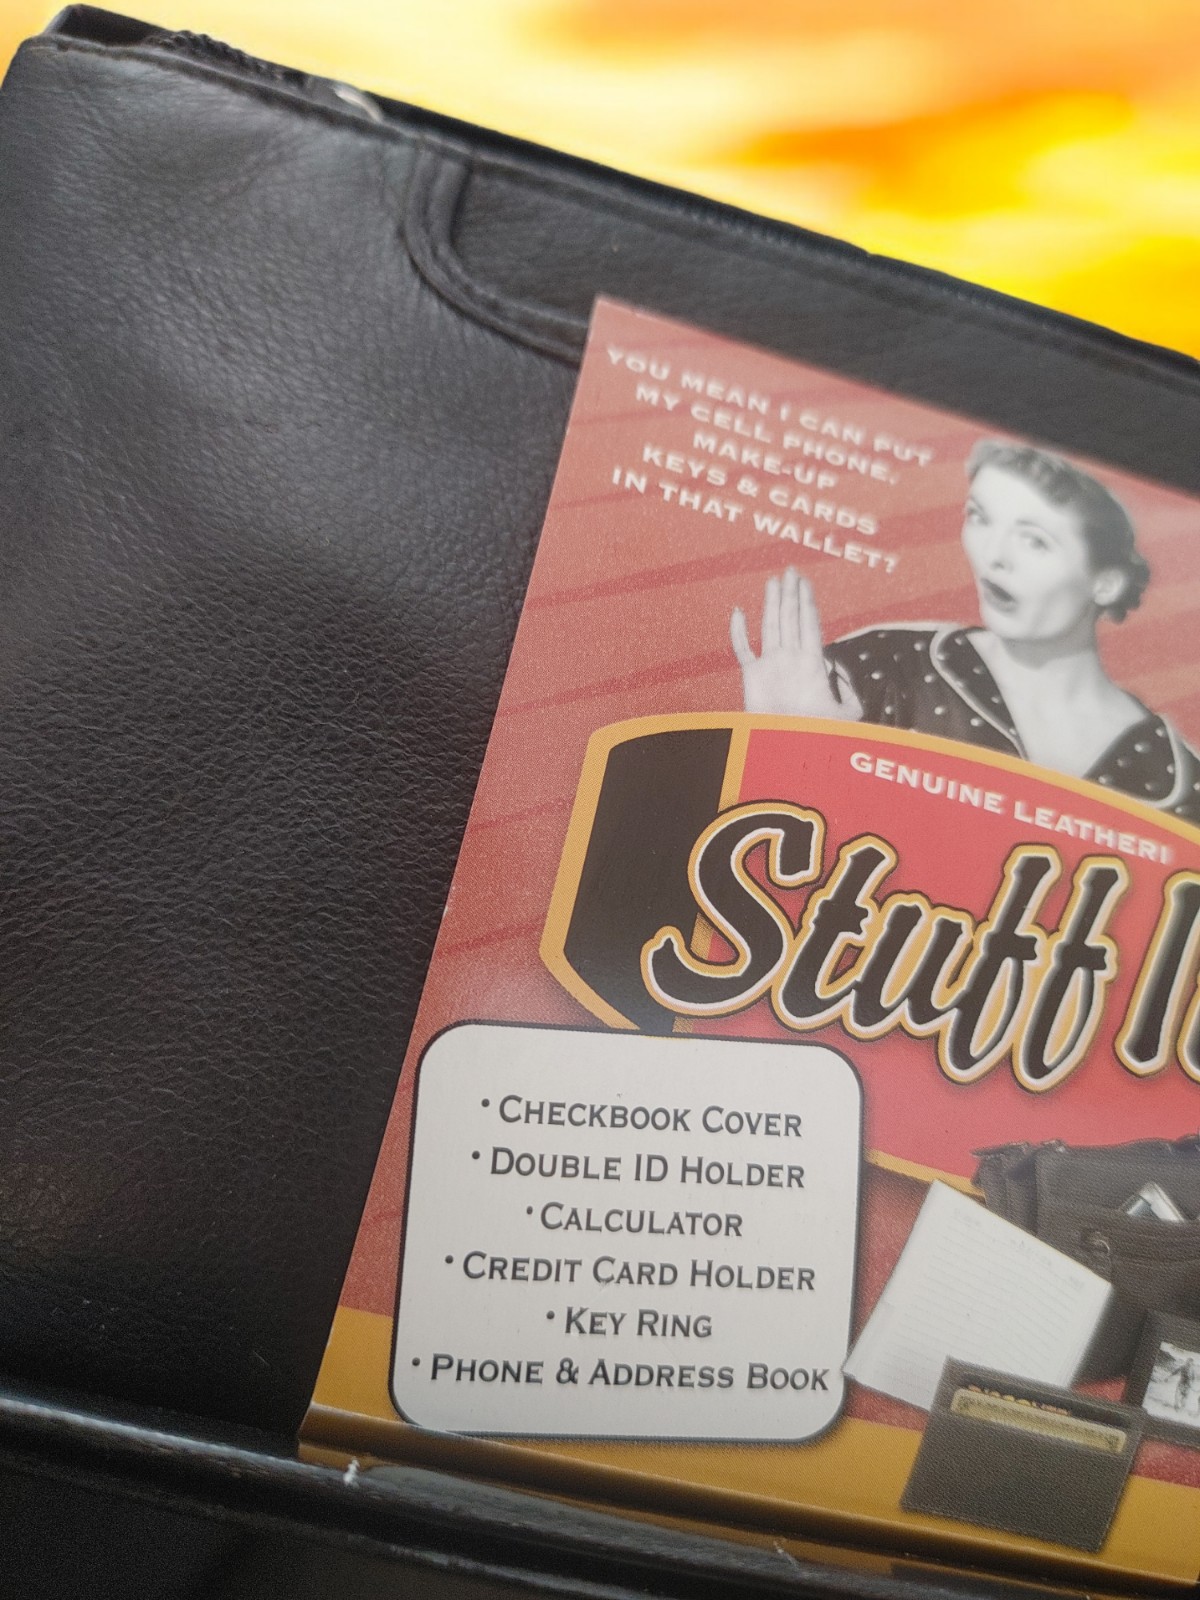 YOU MEAN I CAN PUT
MY CELL PHONE,
MAKE-UP
KEYS & CARDS
IN THAT WALLET?
GENUINE LEATHER!
Stuff
• CHECKBOOK COVER
• DOUBLE ID HOLDER
• CALCULATOR
• CREDIT CARD HOLDER
• KEY RING
• PHONE & ADDRESS BOOK